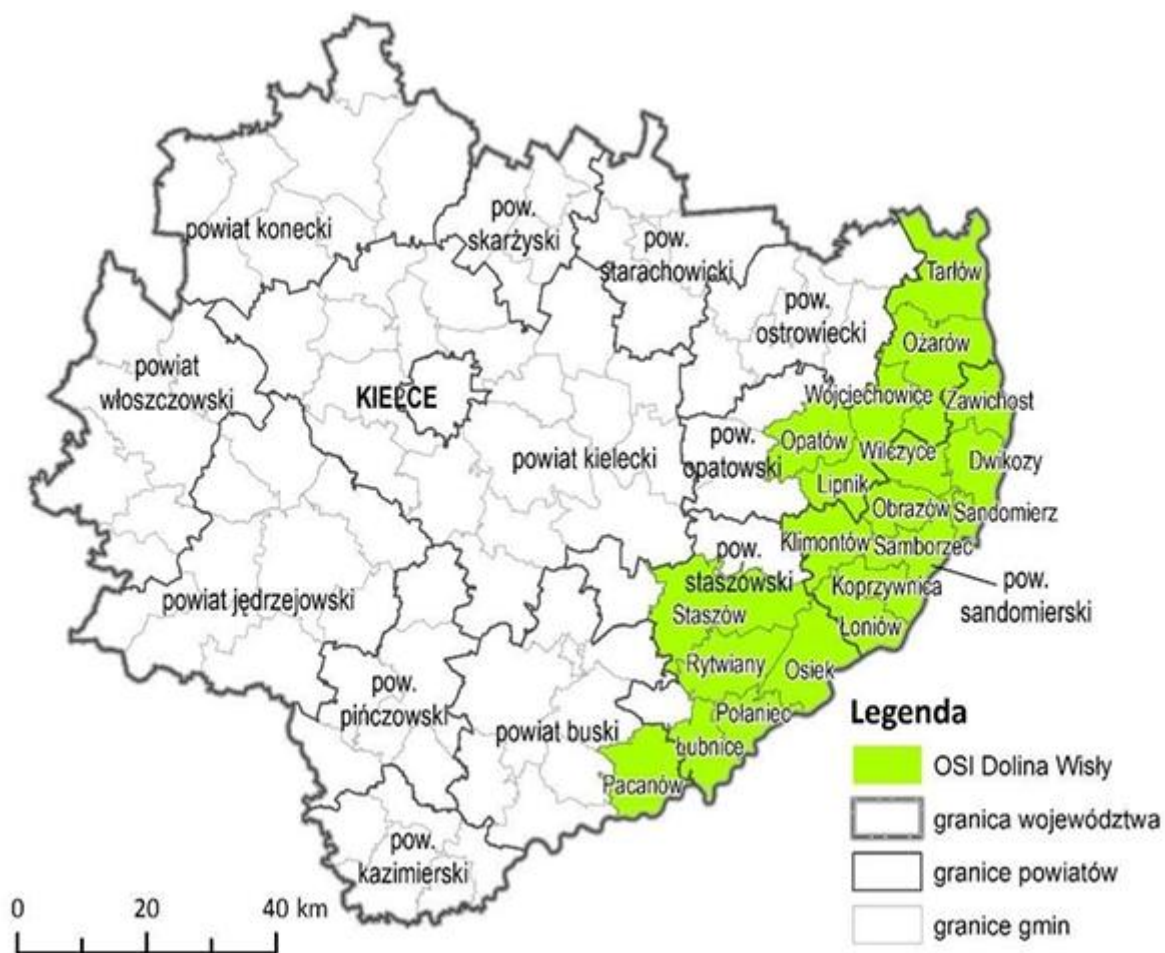 pow.
skarżyski
powiat konecki
pow.
starachowicki
Tarłów
pow.
ostrowiecki
Ożarów
powiat
włoszczowski
KIELCE
Wojciechowice
Zawichost
pow.
opatowski
Opatów
Wilczyce
Dwikozy
powiat kielecki
Lipnik
Obrazów
Sandomierz
Klimontów
Samborzec
pow.
staszowski
Koprzywnica
pow.
sandomierski
powiat jędrzejowski
Staszów
Łoniów
Rytwiany
Osiek
pow.
pińczowski
Połaniec
powiat buski
Łubnice
Pacanów
pow.
kazimierski
Legenda
OSI Dolina Wisły
granica województwa
granice powiatów
granice gmin
0 20 40 km